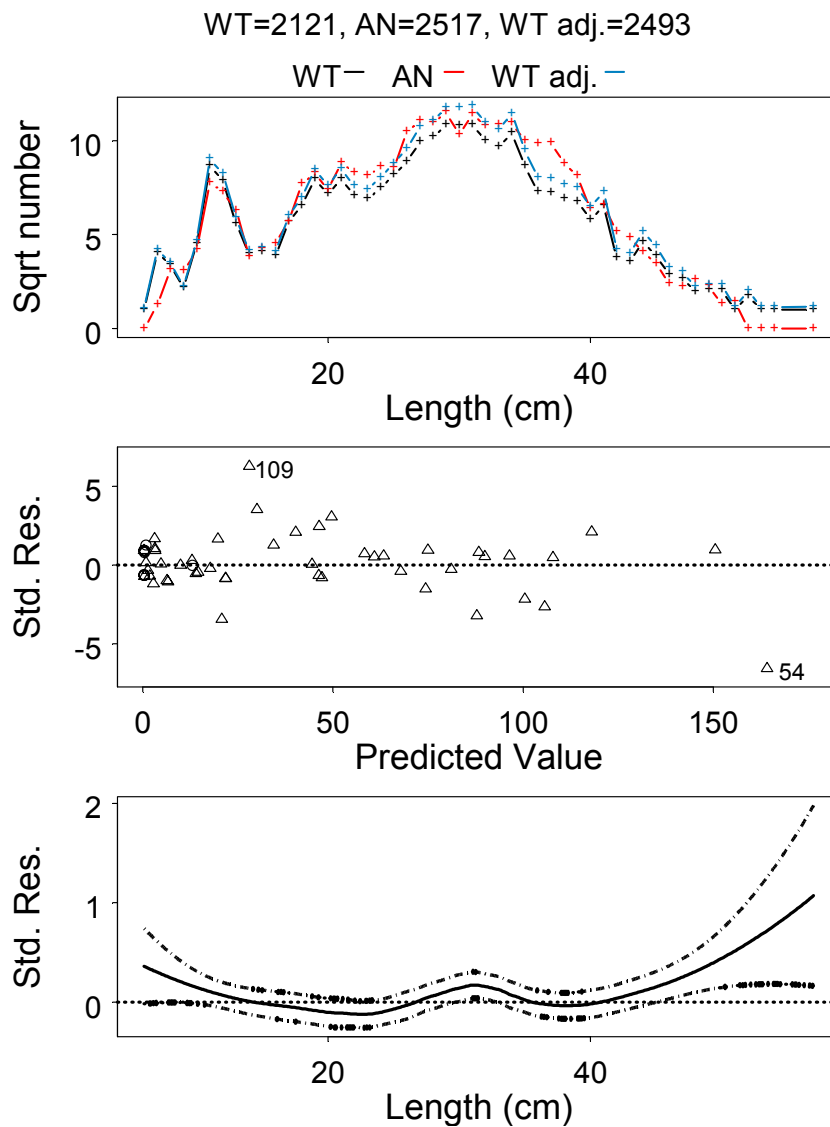 WT=2121, AN=2517, WT adj.=2493
WT AN WT adj.
10
5
0
Sqrt number
20 40
Length (cm)
109
5
0
-5
54
Std. Res.
0 50 100 150
Predicted Value
2
1
0
Std. Res.
20 40
Length (cm)